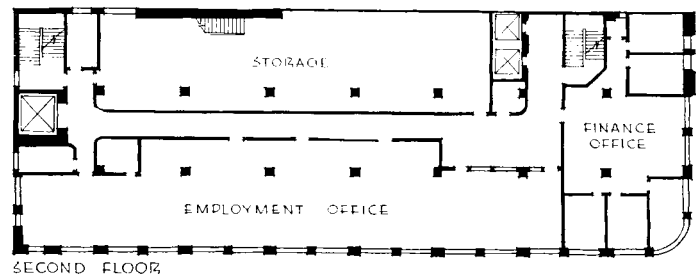 STORAGE
FINANCE
OFFICE
EMPLOYMENT OFFICE
SECOND FLOOR